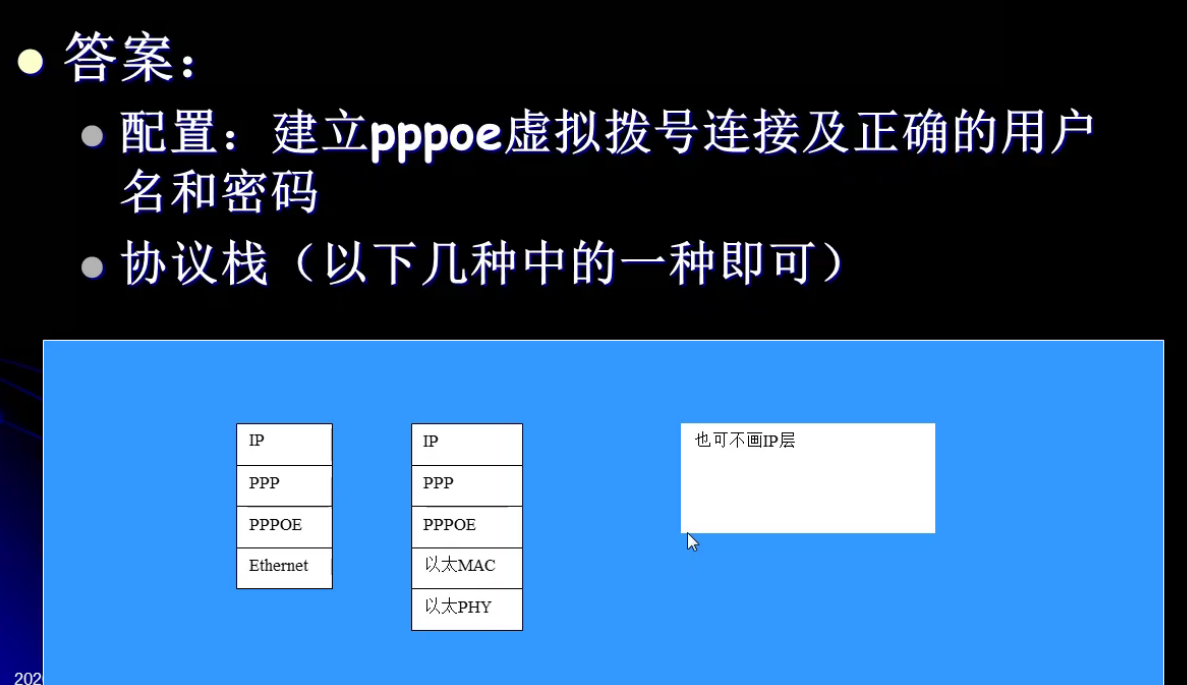 答案：
配置：建立pppoe虚拟拨号连接及正确的用户
名和密码
协议栈（以下几种中的一种即可）
IP
PPP
PPPOE
Ethernet
IP
PPP
PPPOE
以太MAC
以太PHY
也可不画IP层